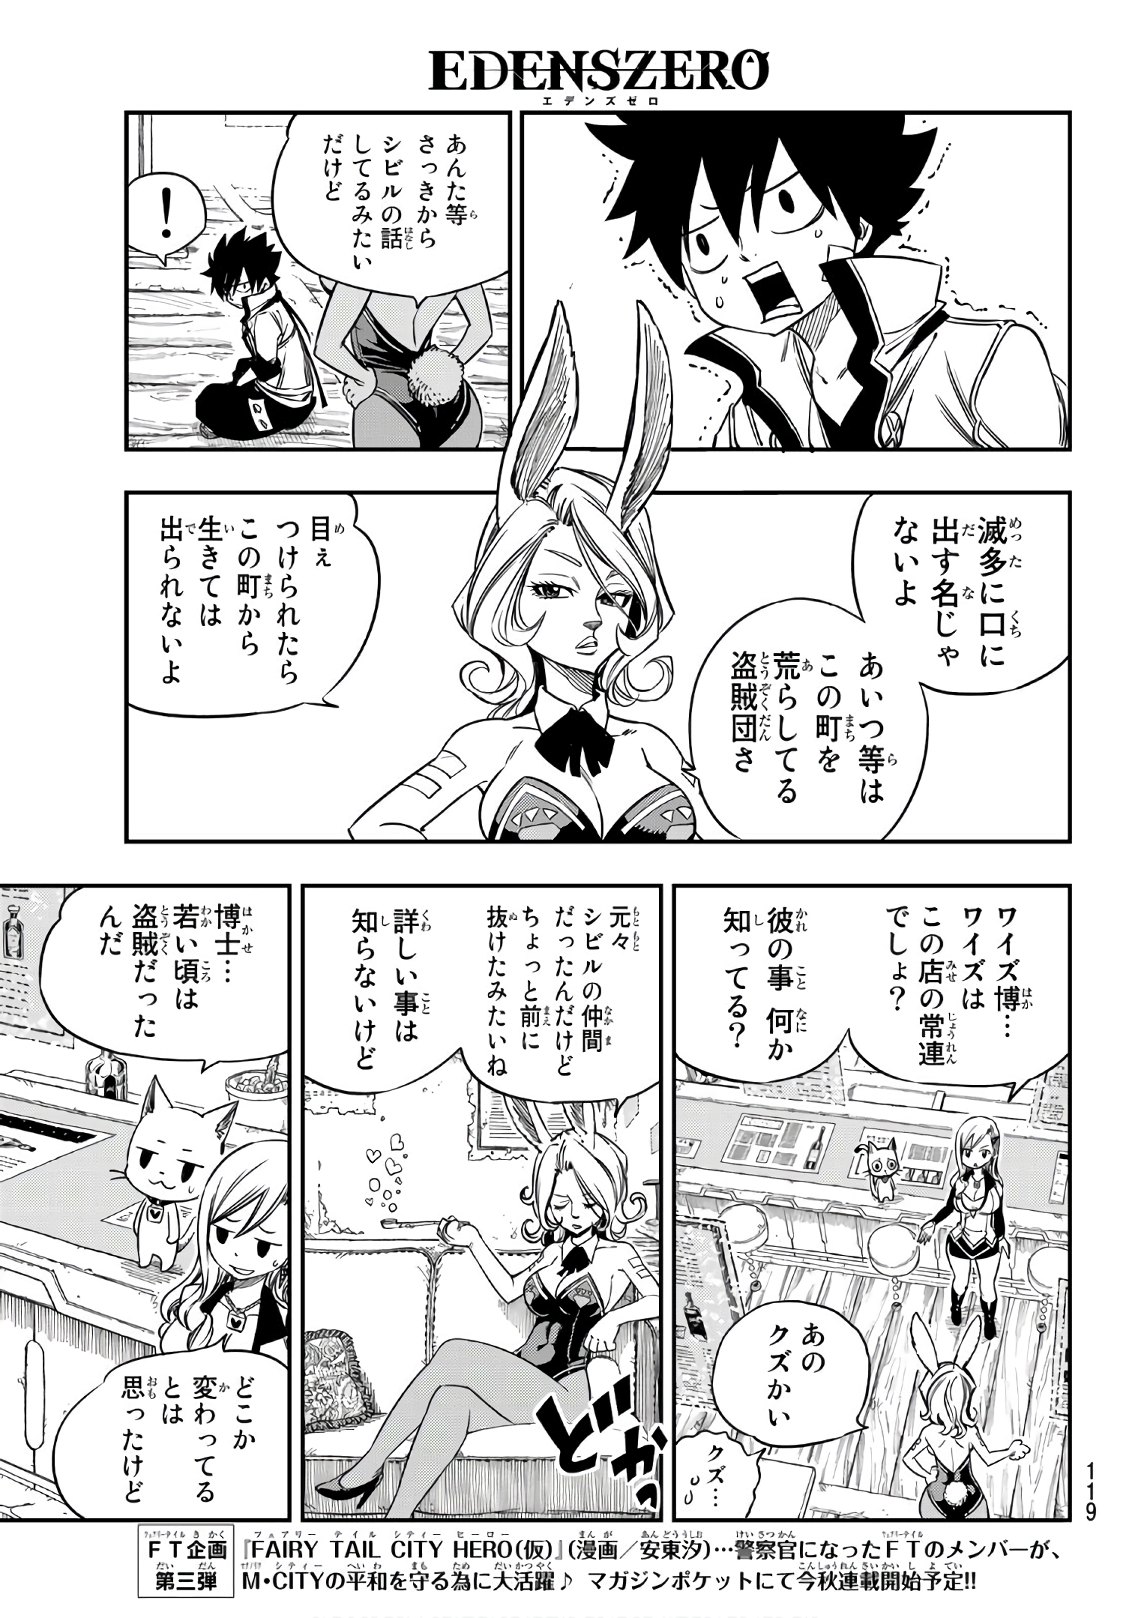 EDENSZERO
エデンズゼロ
あんた等
さっきから
シビルの話
してるみたい
だけど
！
滅多に口に
出す名じゃ
ないよ
あいつ等は
この町を
荒らしてる
盗賊団さ
目ぇ
つけられたら
この町から
生きては
出られないよ
ワイズ博…
ワイズは
この店の常連
でしょ？
彼の事 何か
知ってる？
あの
クズかい
クズ…
元々
シビルの仲間
だったんだけど
ちょっと前に
抜けたみたいね
詳しい事は
知らないけど
ドカッ
博士…
若い頃は
盗賊だった
んだ
どこか
変わってる
とは
思ったけど
119
ＦＴ企画
第三弾
『FAIRY TAIL CITY HERO(仮)』(漫画／安東汐)…警察官になったＦＴのメンバーが、
M・CITYの平和を守る為に大活躍♪ マガジンポケットにて今秋連載開始予定!!